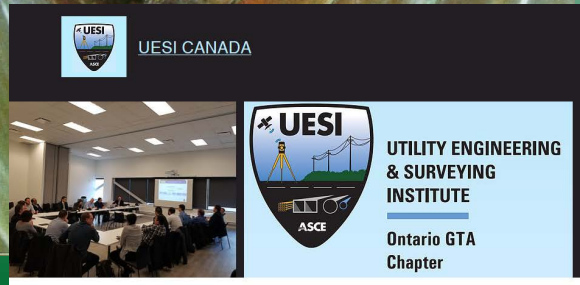 UESI
ASCE
UESI CANADA
UESI
ASCE
UTILITY ENGINEERING
& SURVEYING
INSTITUTE
Ontario GTA
Chapter